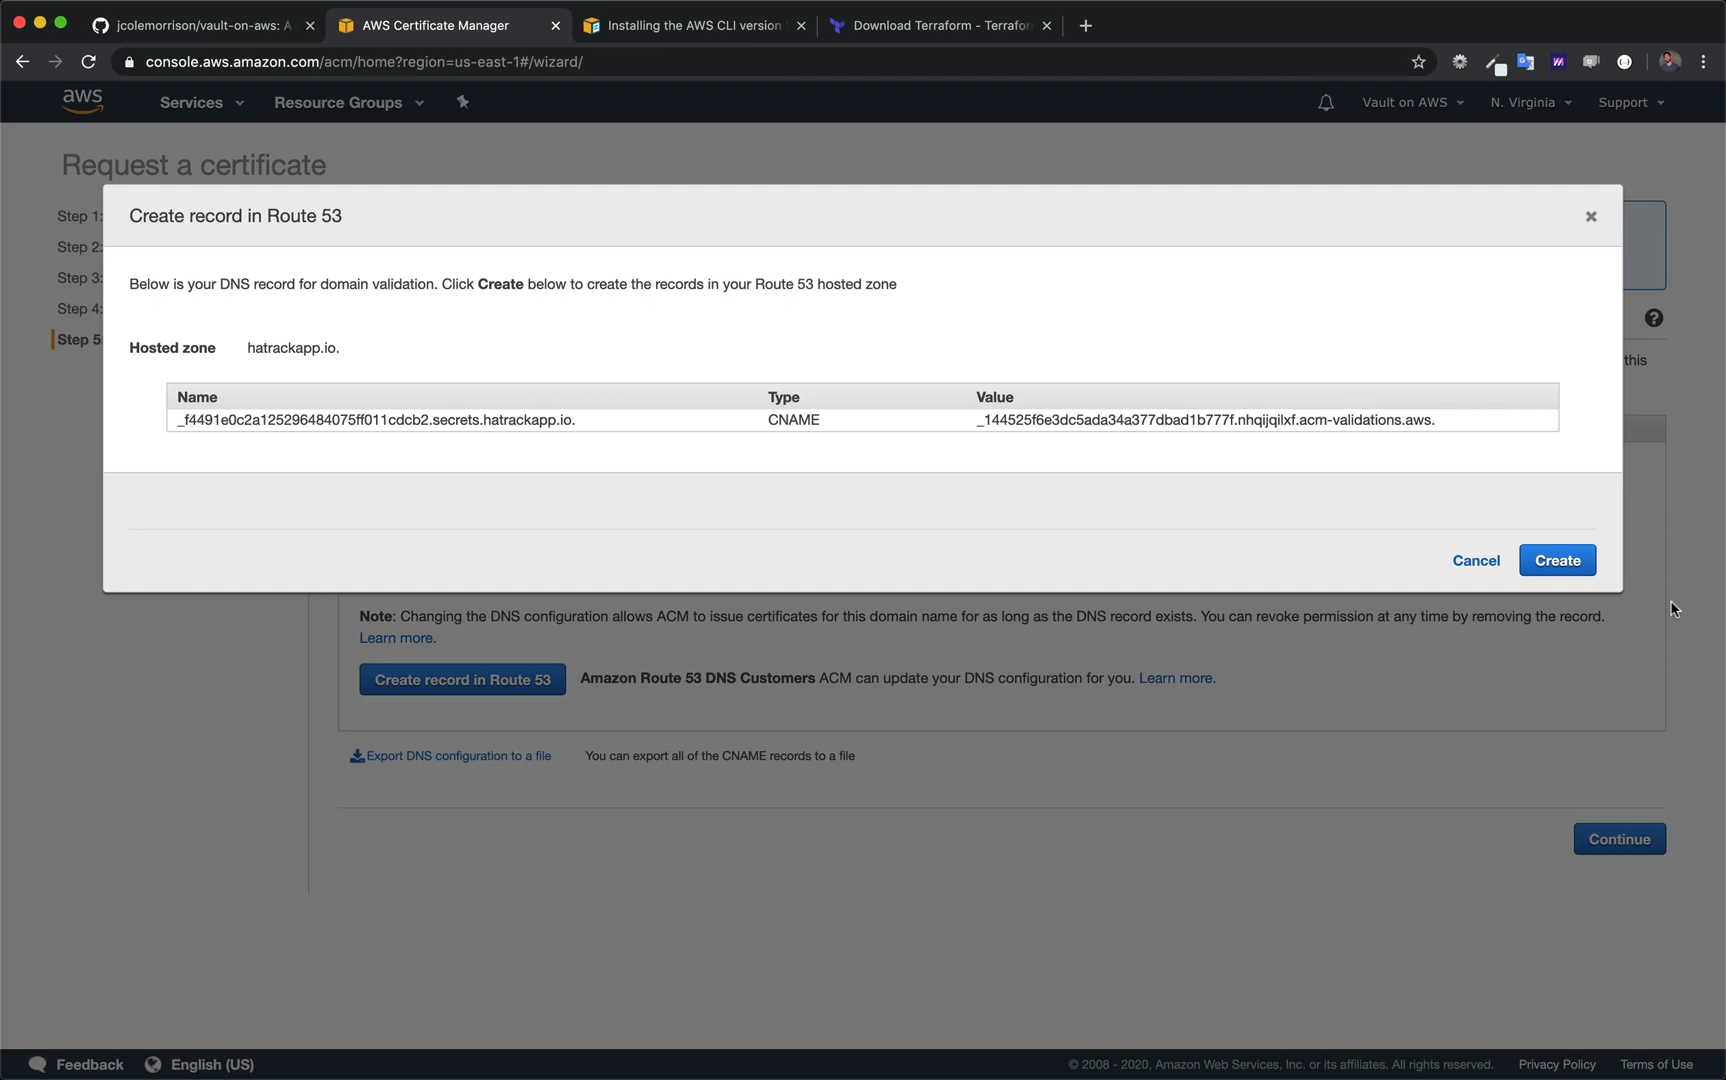 jcolemorrison/vault-on-aws: A
AWS Certificate Manager
Installing the AWS CLI version
Download Terraform - Terrafor
console.aws.amazon.com/acm/home?region=us-east-1#/wizard/
aws
Services
Resource Groups
Vault on AWS
N. Virginia
Support
Request a certificate
Step 1:
Step 2:
Step 3:
Step 4:
Step 5:
Create record in Route 53
Below is your DNS record for domain validation. Click Create below to create the records in your Route 53 hosted zone
this
Hosted zone hatrackapp.io.
Name Type Value
_f4491e0c2a125296484075ff011cdcb2.secrets.hatrackapp.io. CNAME _144525f6e3dc5ada34a377dbad1b777f.nhqijqilxf.acm-validations.aws.
Cancel Create
Note: Changing the DNS configuration allows ACM to issue certificates for this domain name for as long as the DNS record exists. You can revoke permission at any time by removing the record.
Learn more.
Create record in Route 53 Amazon Route 53 DNS Customers ACM can update your DNS configuration for you. Learn more.
Export DNS configuration to a file You can export all of the CNAME records to a file
Continue
Feedback English (US) © 2008 - 2020, Amazon Web Services, Inc. or its affiliates. All rights reserved. Privacy Policy Terms of Use